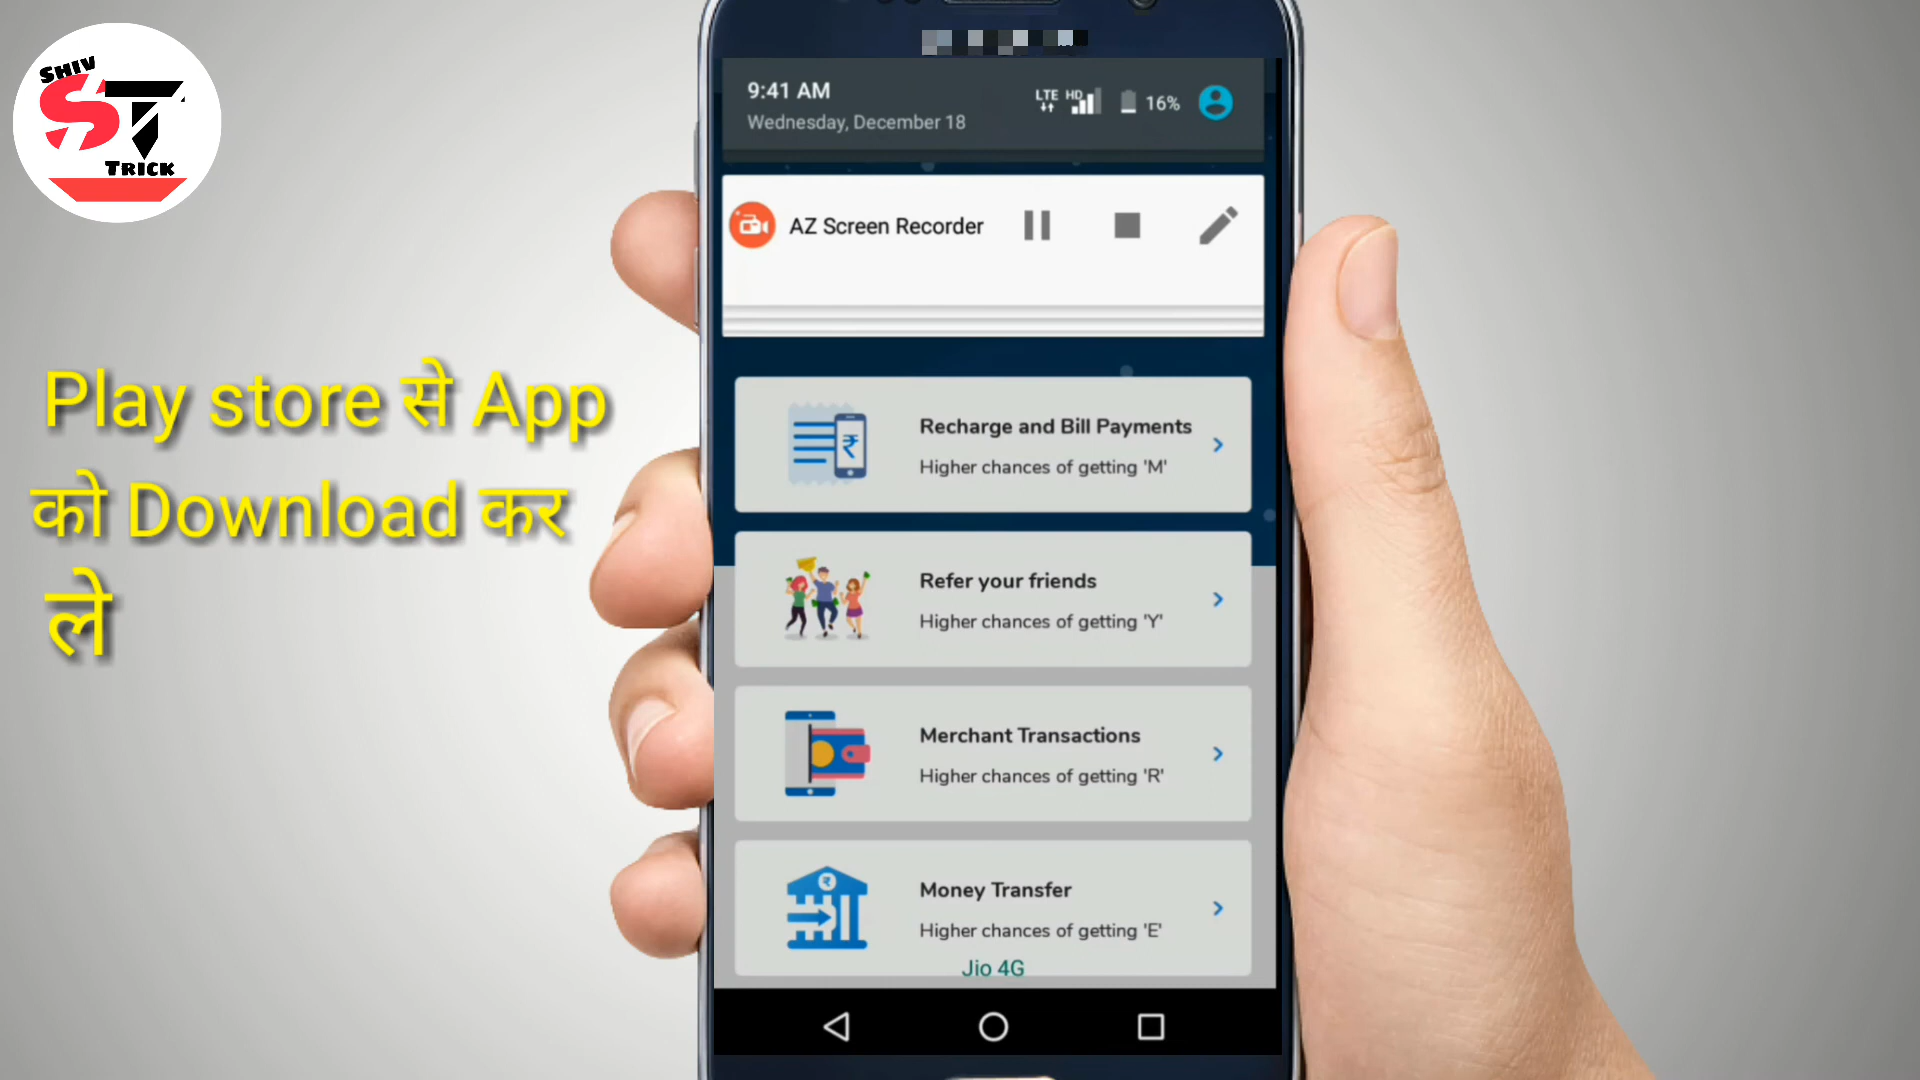 SHIV
ST
TRICK
Play store से App
को Download कर
ले
9:41 AM
Wednesday, December 18
LTE HD 16%
AZ Screen Recorder
Recharge and Bill Payments
Higher chances of getting 'M'
Refer your friends
Higher chances of getting 'Y'
Merchant Transactions
Higher chances of getting 'R'
Money Transfer
Higher chances of getting 'E'
Jio 4G